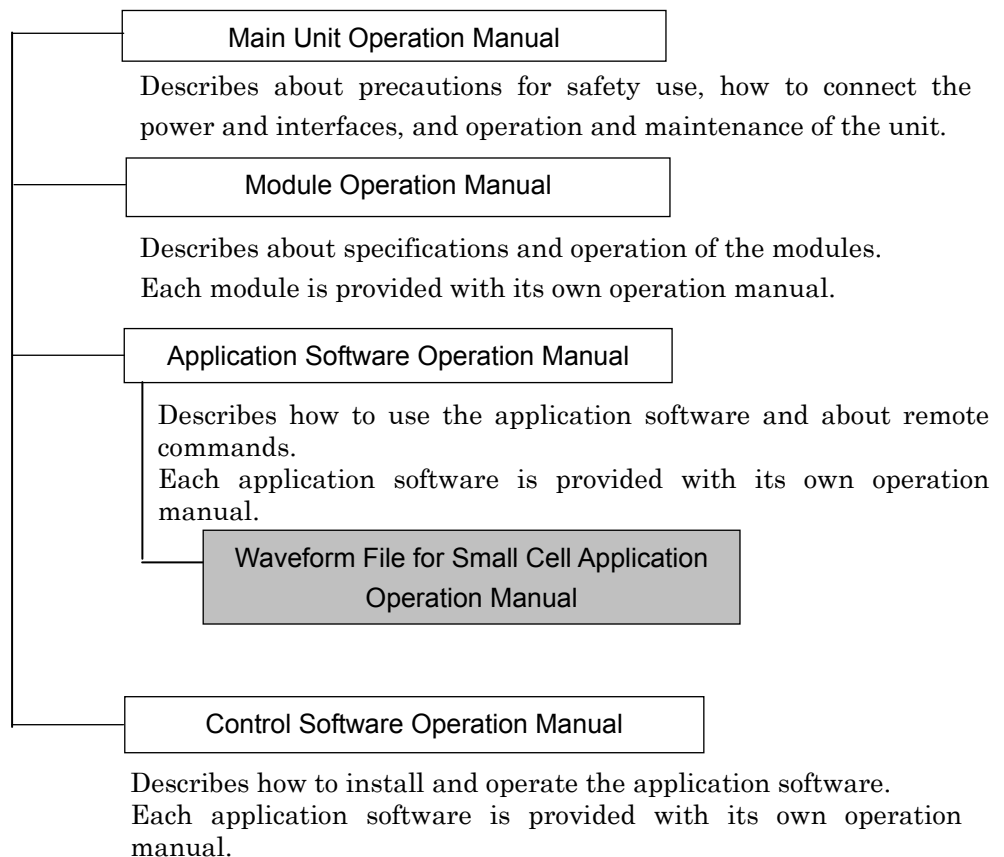 Main Unit Operation Manual
Describes about precautions for safety use, how to connect the
power and interfaces, and operation and maintenance of the unit.
Module Operation Manual
Describes about specifications and operation of the modules.
Each module is provided with its own operation manual.
Application Software Operation Manual
Describes how to use the application software and about remote
commands.
Each application software is provided with its own operation
manual.
Waveform File for Small Cell Application
Operation Manual
Control Software Operation Manual
Describes how to install and operate the application software.
Each application software is provided with its own operation
manual.